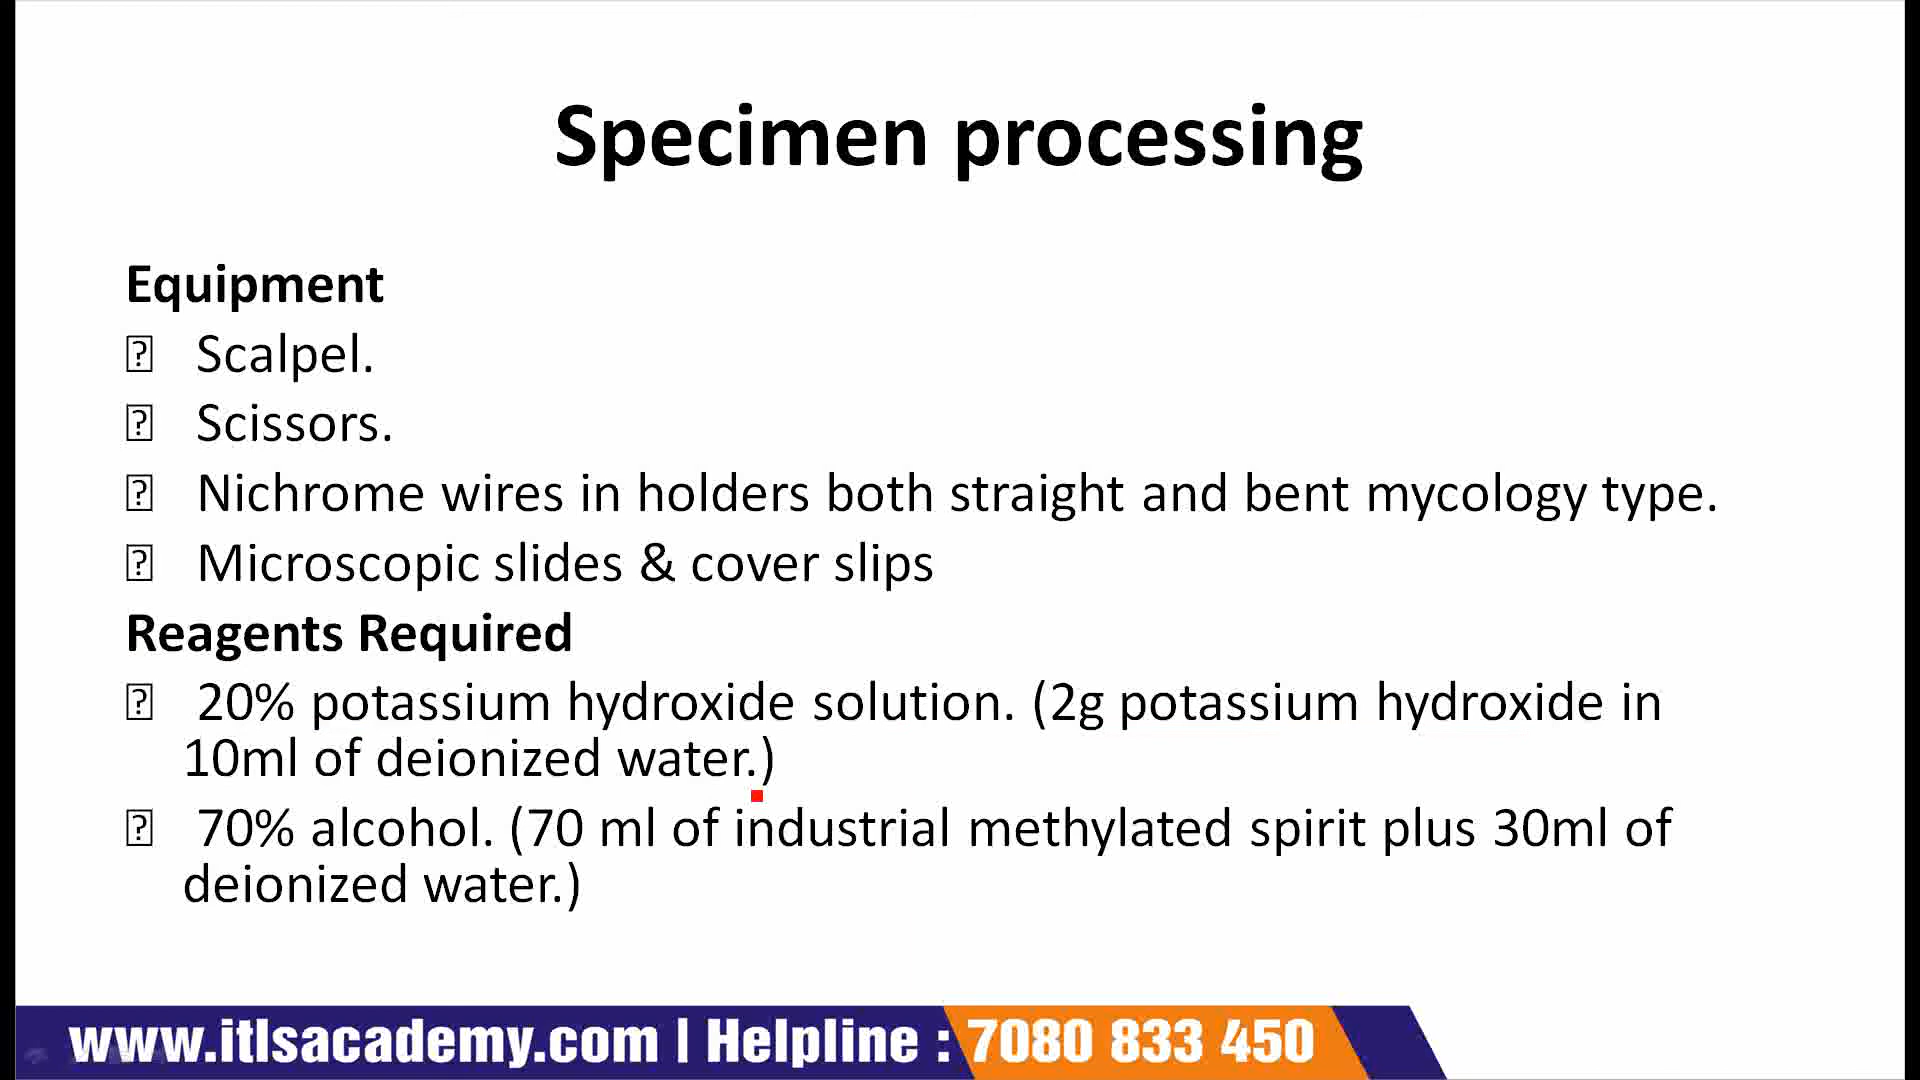 Specimen processing
Equipment
Scalpel.
Scissors.
Nichrome wires in holders both straight and bent mycology type.
Microscopic slides & cover slips
Reagents Required
20% potassium hydroxide solution. (2g potassium hydroxide in
10ml of deionized water.)
70% alcohol. (70 ml of industrial methylated spirit plus 30ml of
deionized water.)
www.itlsacademy.com | Helpline : 7080 833 450